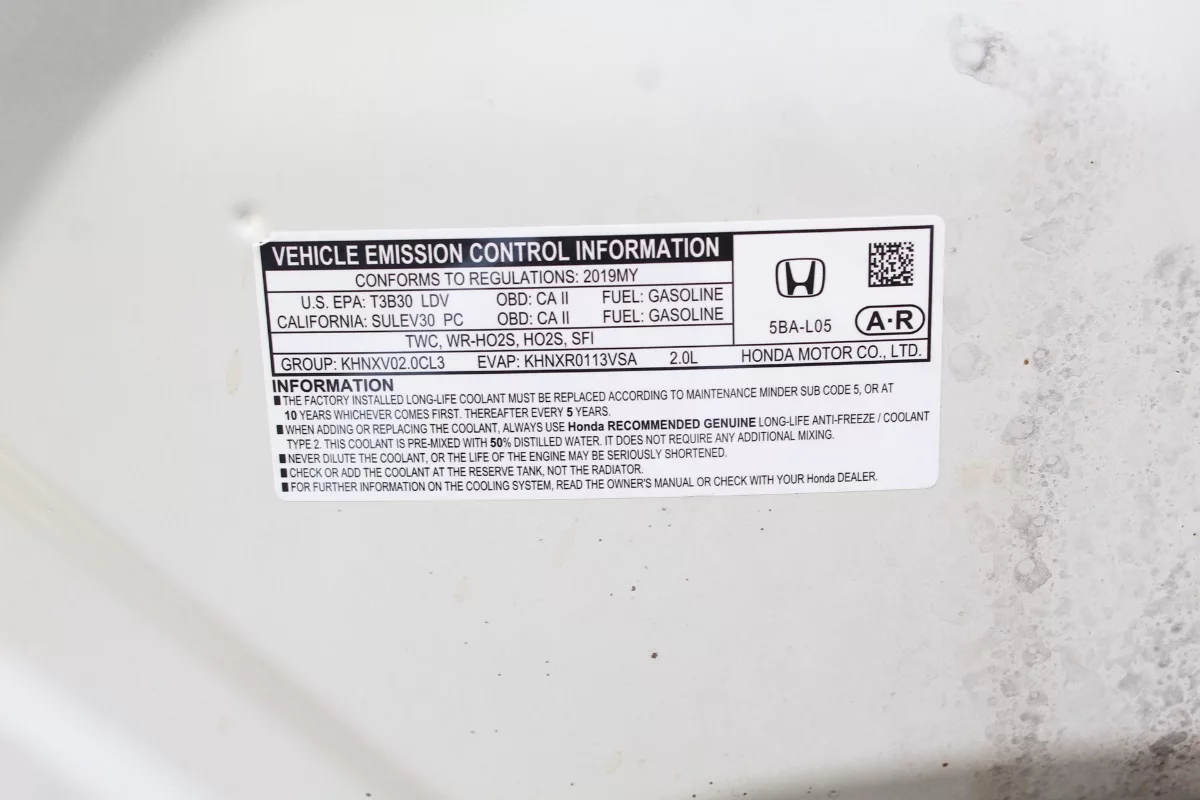 VEHICLE EMISSION CONTROL INFORMATION
CONFORMS TO REGULATIONS: 2019MY
U.S. EPA: T3B30 LDV OBD: CA II FUEL: GASOLINE
CALIFORNIA: SULEV30 PC OBD: CA II FUEL: GASOLINE
TWC, WR-HO2S, HO2S, SFI
GROUP: KHNXV02.0CL3 EVAP: KHNXR0113VSA 2.0L
5BA-L05 A·R
HONDA MOTOR CO., LTD.
INFORMATION
■ THE FACTORY INSTALLED LONG-LIFE COOLANT MUST BE REPLACED ACCORDING TO MAINTENANCE MINDER SUB CODE 5, OR AT
10 YEARS WHICHEVER COMES FIRST. THEREAFTER EVERY 5 YEARS.
■ WHEN ADDING OR REPLACING THE COOLANT, ALWAYS USE Honda RECOMMENDED GENUINE LONG-LIFE ANTI-FREEZE / COOLANT
TYPE 2. THIS COOLANT IS PRE-MIXED WITH 50% DISTILLED WATER. IT DOES NOT REQUIRE ANY ADDITIONAL MIXING.
■ NEVER DILUTE THE COOLANT, OR THE LIFE OF THE ENGINE MAY BE SERIOUSLY SHORTENED.
■ CHECK OR ADD THE COOLANT AT THE RESERVE TANK, NOT THE RADIATOR.
■ FOR FURTHER INFORMATION ON THE COOLING SYSTEM, READ THE OWNER'S MANUAL OR CHECK WITH YOUR Honda DEALER.